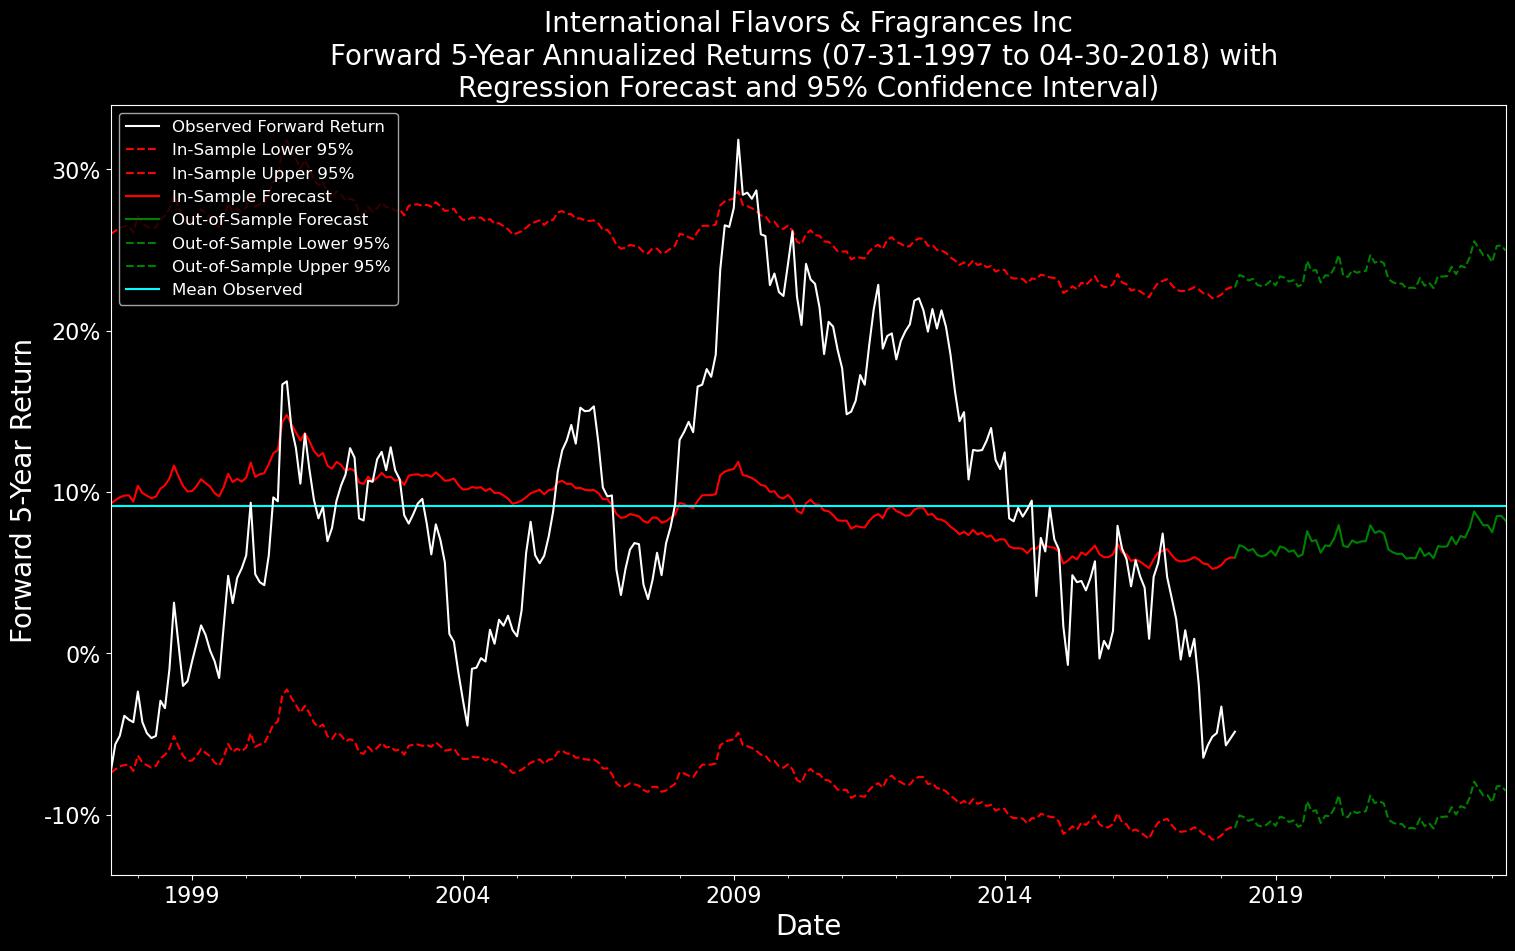 International Flavors & Fragrances Inc
Forward 5-Year Annualized Returns (07-31-1997 to 04-30-2018) with
Regression Forecast and 95% Confidence Interval)
Observed Forward Return
In-Sample Lower 95%
In-Sample Upper 95%
In-Sample Forecast
Out-of-Sample Forecast
Out-of-Sample Lower 95%
Out-of-Sample Upper 95%
Mean Observed
Forward 5-Year Return
30%
20%
10%
0%
-10%
1999
2004
2009
2014
2019
Date